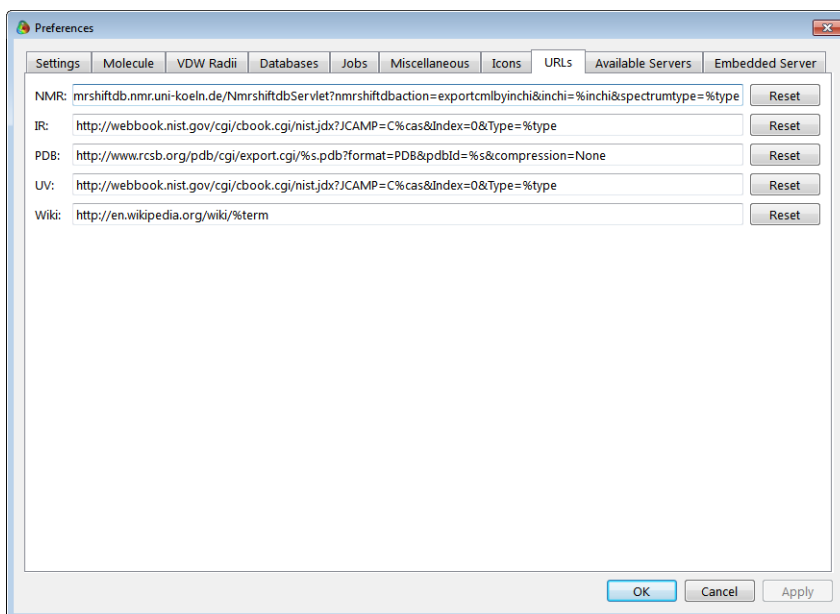 Preferences
Settings Molecule VDW Radii Databases Jobs Miscellaneous Icons URLs Available Servers Embedded Server
NMR: mrshiftdb.nmr.uni-koeln.de/NmrshiftdbServlet?nmrshiftdbaction=exportcmlbyinchi&inchi=%inchi&spectrumtype=%type Reset
IR: http://webbook.nist.gov/cgi/cbook.cgi/nist.jdx?JCAMP=C%cas&Index=0&Type=%type Reset
PDB: http://www.rcsb.org/pdb/cgi/export.cgi/%s.pdb?format=PDB&pdbId=%s&compression=None Reset
UV: http://webbook.nist.gov/cgi/cbook.cgi/nist.jdx?JCAMP=C%cas&Index=0&Type=%type Reset
Wiki: http://en.wikipedia.org/wiki/%term Reset
OK Cancel Apply